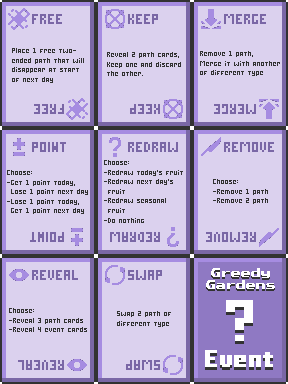 FREE
Place 1 free two-
ended path that will
disappear at start
of next day
FREE
KEEP
Reveal 2 path cards,
Keep one and discard
the other.
KEEP
MERGE
Remove 1 path,
Merge it with another
of different type
MERGE
POINT
Choose:
-Get 1 point today,
Lose 1 point next day
-Lose 1 point today,
Get 1 point next day
POINT
REDRAW
Choose:
-Redraw today's fruit
-Redraw next day's
fruit
-Redraw seasonal
fruit
-Do nothing
REDRAW
REMOVE
Choose:
-Remove 1 path
-Remove 2 path
REMOVE
REVEAL
Choose:
-Reveal 3 path cards
-Reveal 4 event cards
REVEAL
SWAP
Swap 2 path of
different type
SWAP
Greedy
Gardens
?
Event